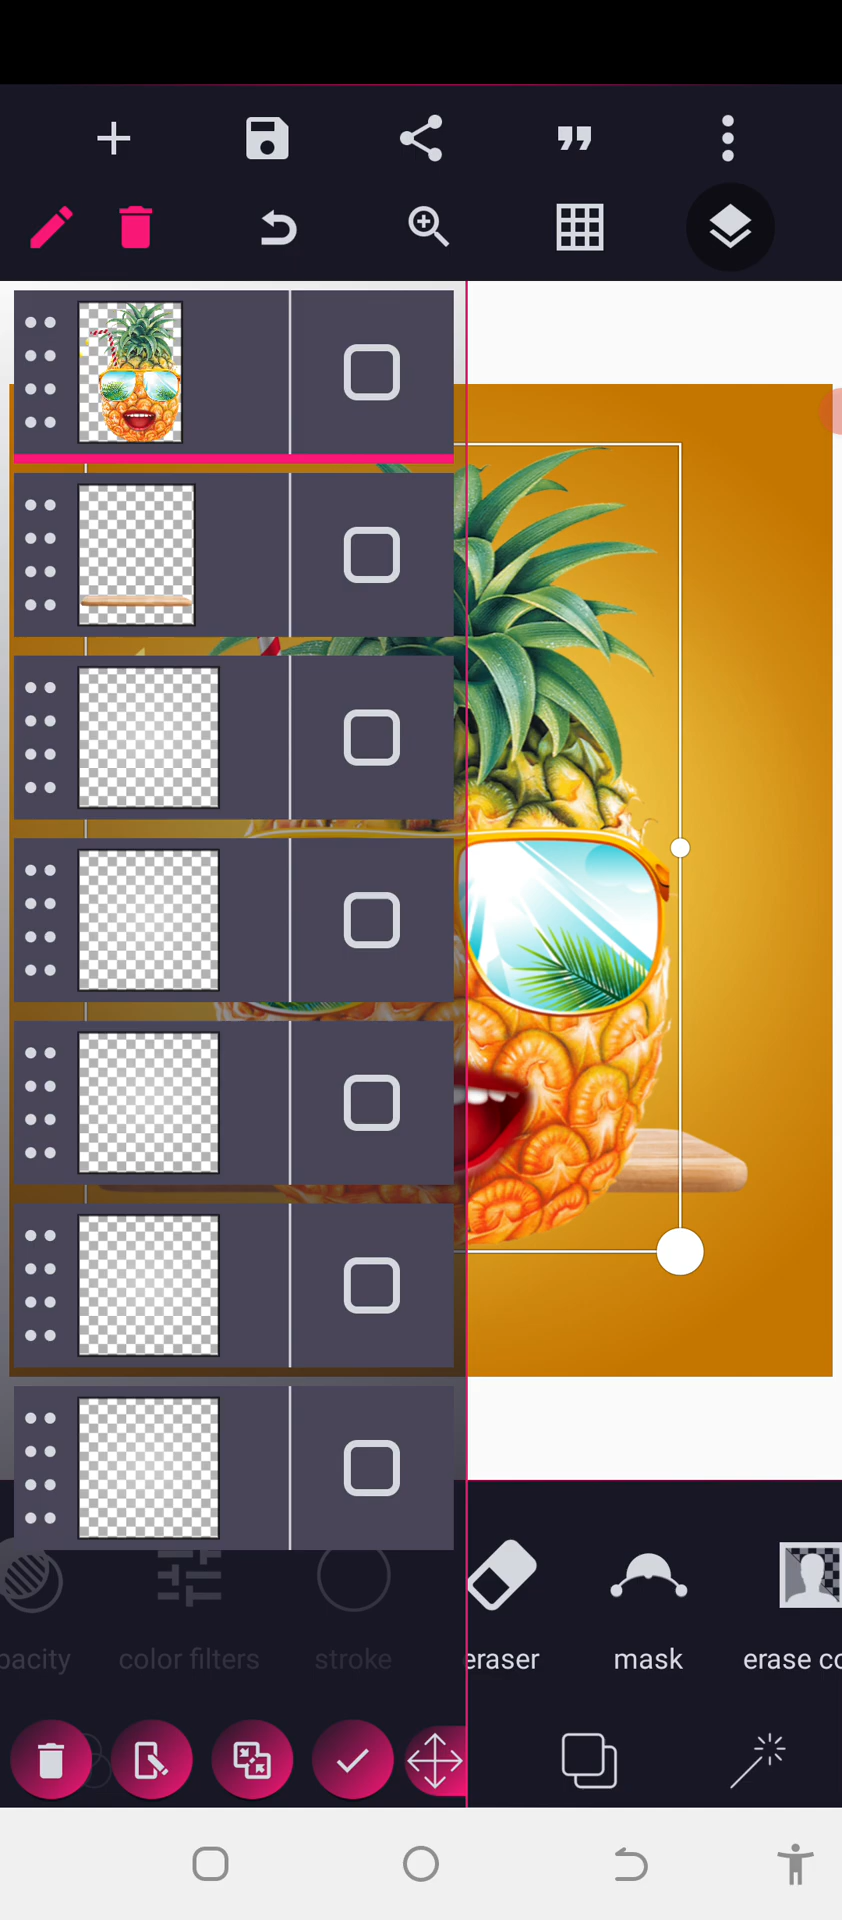 pacity
color filters
stroke
eraser
mask
erase co